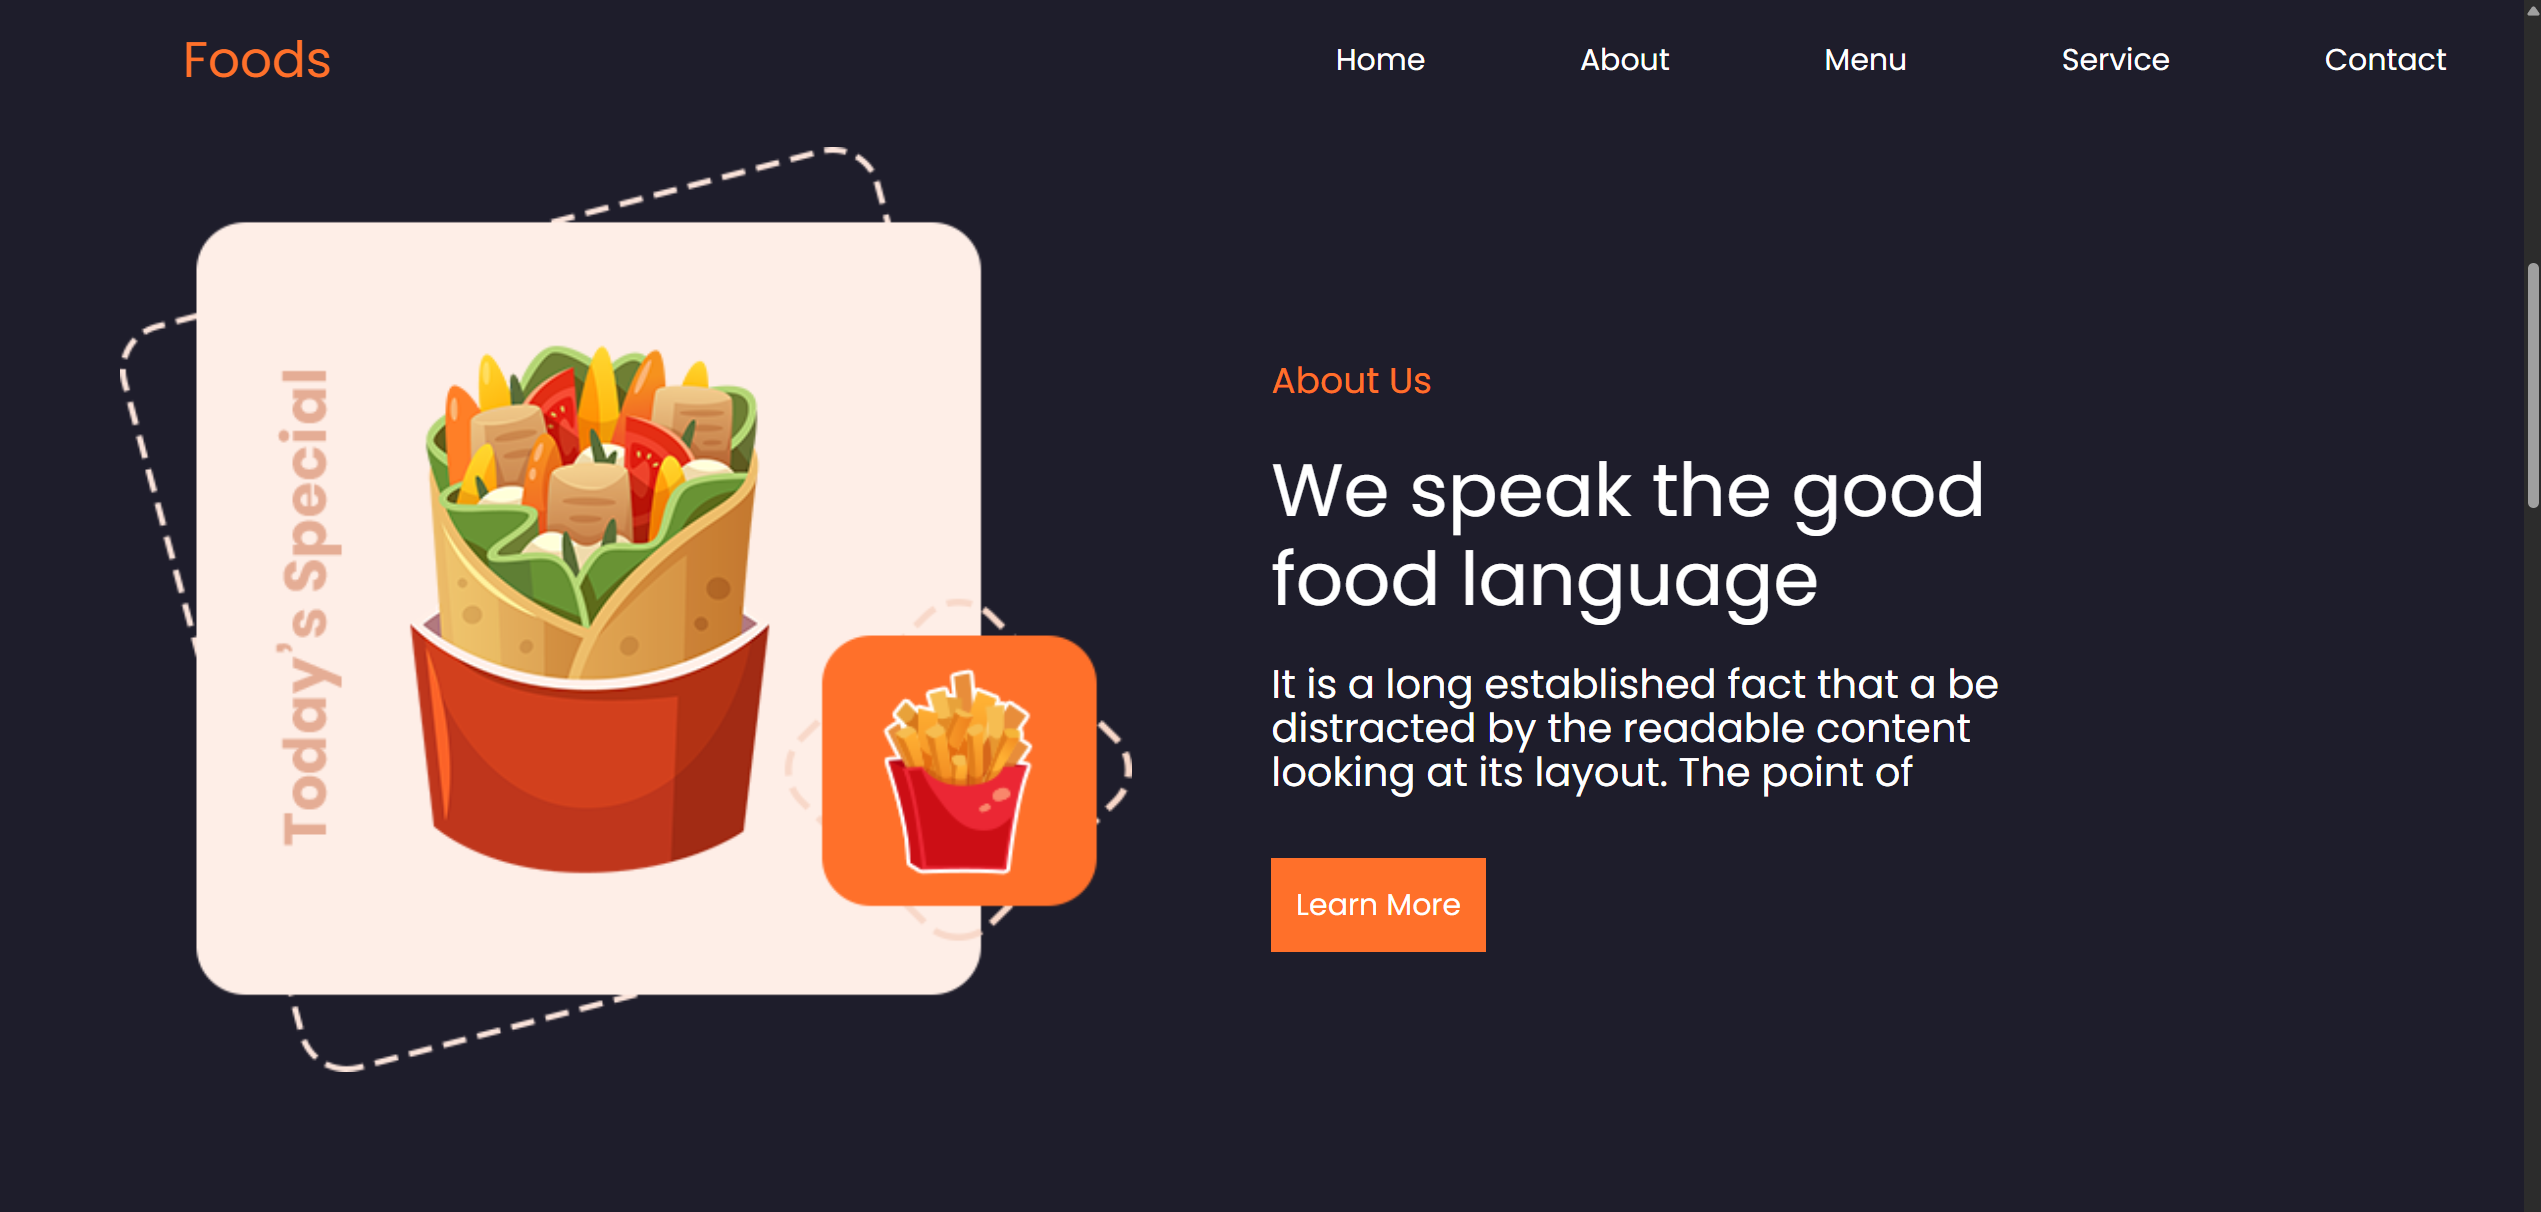 Foods
Home
About
Menu
Service
Contact
Today's Special
About Us
We speak the good
food language
It is a long established fact that a be
distracted by the readable content
looking at its layout. The point of
Learn More